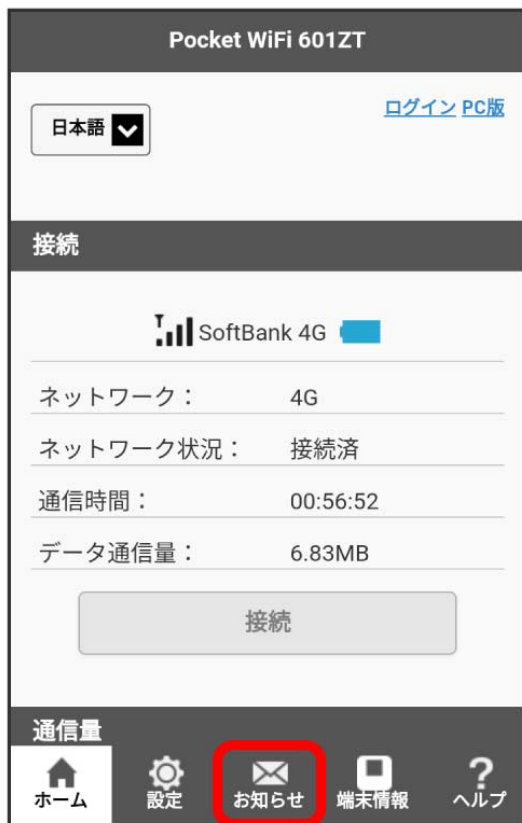 Pocket WiFi 601ZT
日本語
ログイン PC版
接続
SoftBank 4G
ネットワーク： 4G
ネットワーク状況： 接続済
通信時間： 00:56:52
データ通信量： 6.83MB
接続
通信量
ホーム 設定 お知らせ 端末情報 ヘルプ